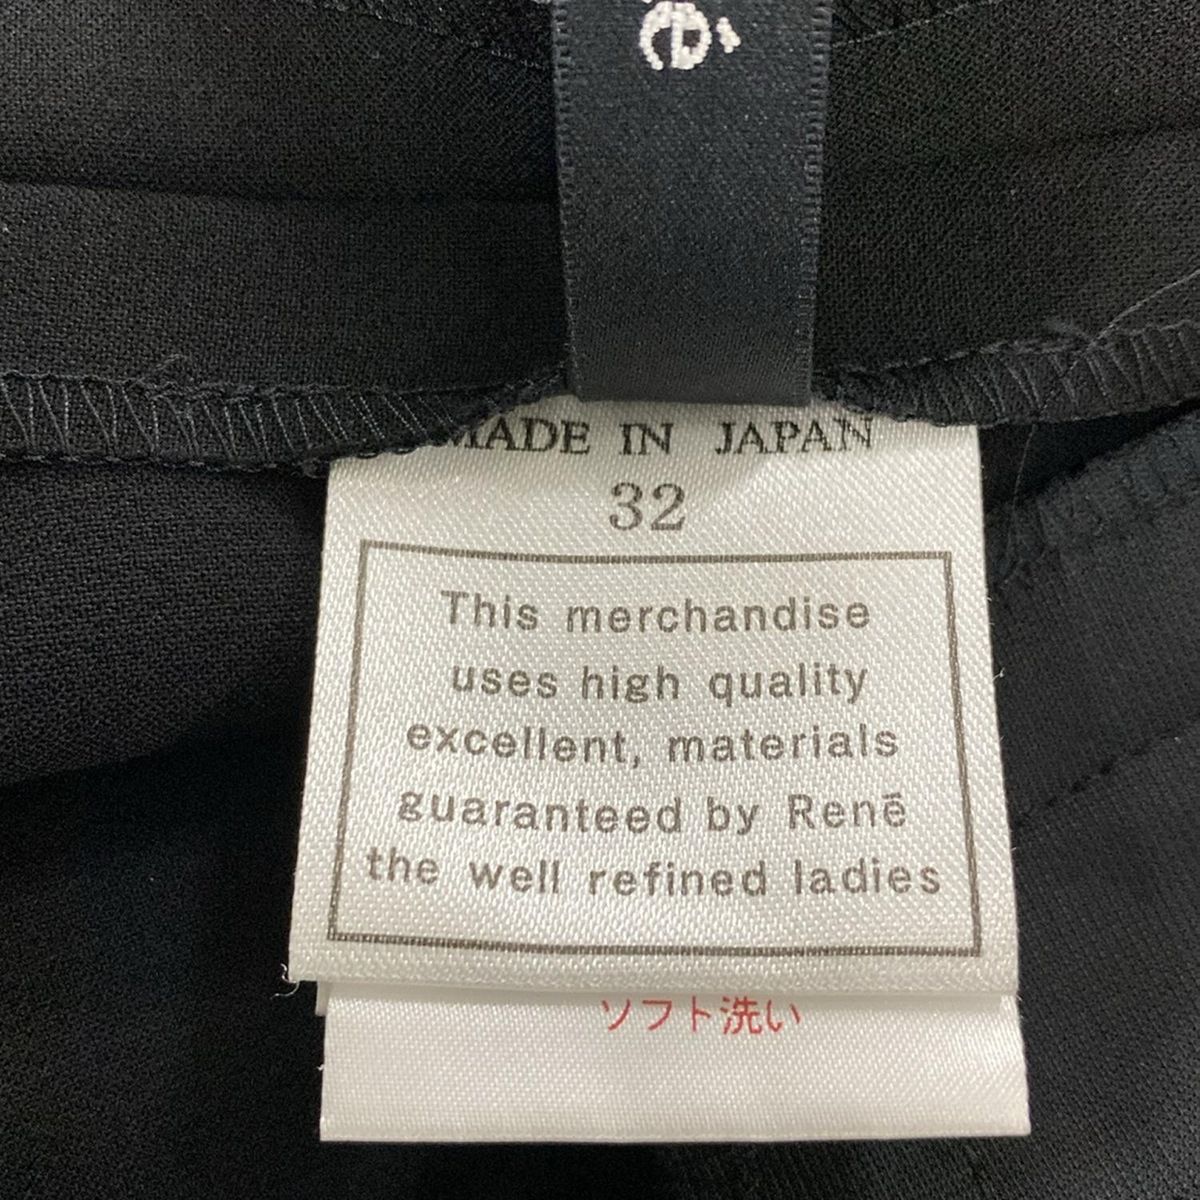 MADE IN JAPAN
32
This merchandise
uses high quality
excellent, materials
guaranteed by Renē
the well refined ladies
ソフト洗い